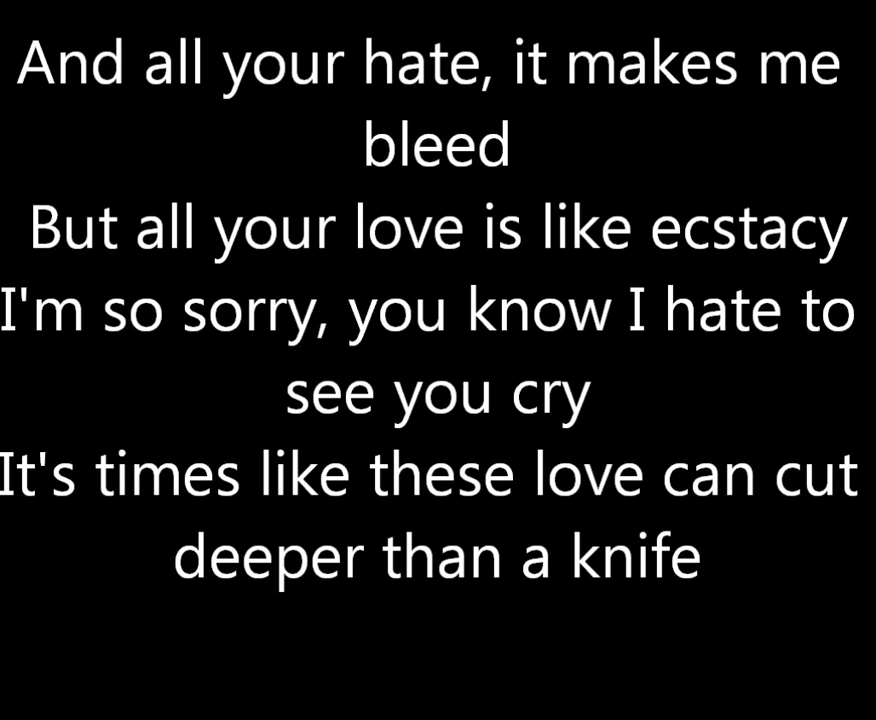 And all your hate, it makes me
bleed
But all your love is like ecstacy
I'm so sorry, you know I hate to
see you cry
It's times like these love can cut
deeper than a knife